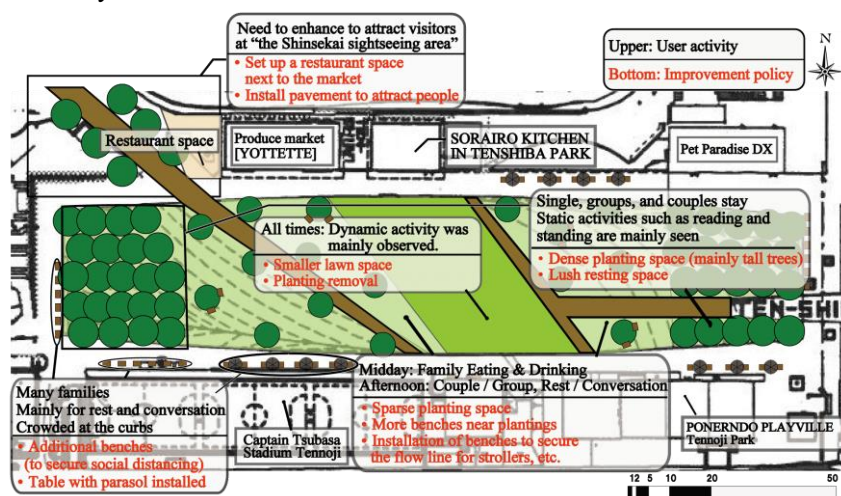 Need to enhance to attract visitors
at “the Shinsekai sightseeing area”
• Set up a restaurant space
next to the market
• Install pavement to attract people
Upper: User activity
Bottom: Improvement policy
N
Restaurant space
Produce market
[YOTTETTE]
SORAIRO KITCHEN
IN TENSHIBA PARK
Pet Paradise DX
All times: Dynamic activity was
mainly observed.
• Smaller lawn space
• Planting removal
Single, groups, and couples stay
Static activities such as reading and
standing are mainly seen
• Dense planting space (mainly tall trees)
• Lush resting space
TEN-SHI
Many families
Mainly for rest and conversation
Crowded at the curbs
• Additional benches
(to secure social distancing)
• Table with parasol installed
Captain Tsubasa
Stadium Tennoji
Midday: Family Eating & Drinking
Afternoon: Couple / Group, Rest / Conversation
• Sparse planting space
• More benches near plantings
• Installation of benches to secure
the flow line for strollers, etc.
PONERNDO PLAYVILLE
Tennoji Park
12 5 10 20 50